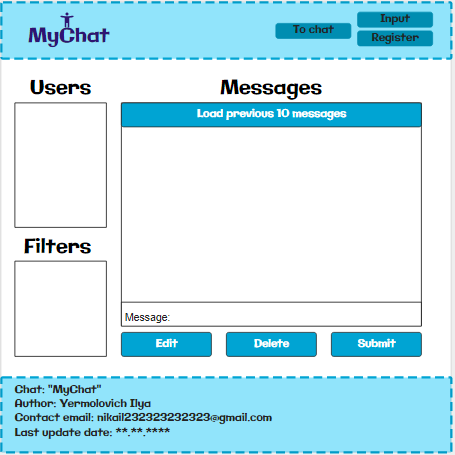 MyChat
To chat
Input
Register
Users
Messages
Load previous 10 messages
Filters
Message:
Edit
Delete
Submit
Chat: "MyChat"
Author: Yermolovich Ilya
Contact email: nikail232323232323@gmail.com
Last update date: **.**.****